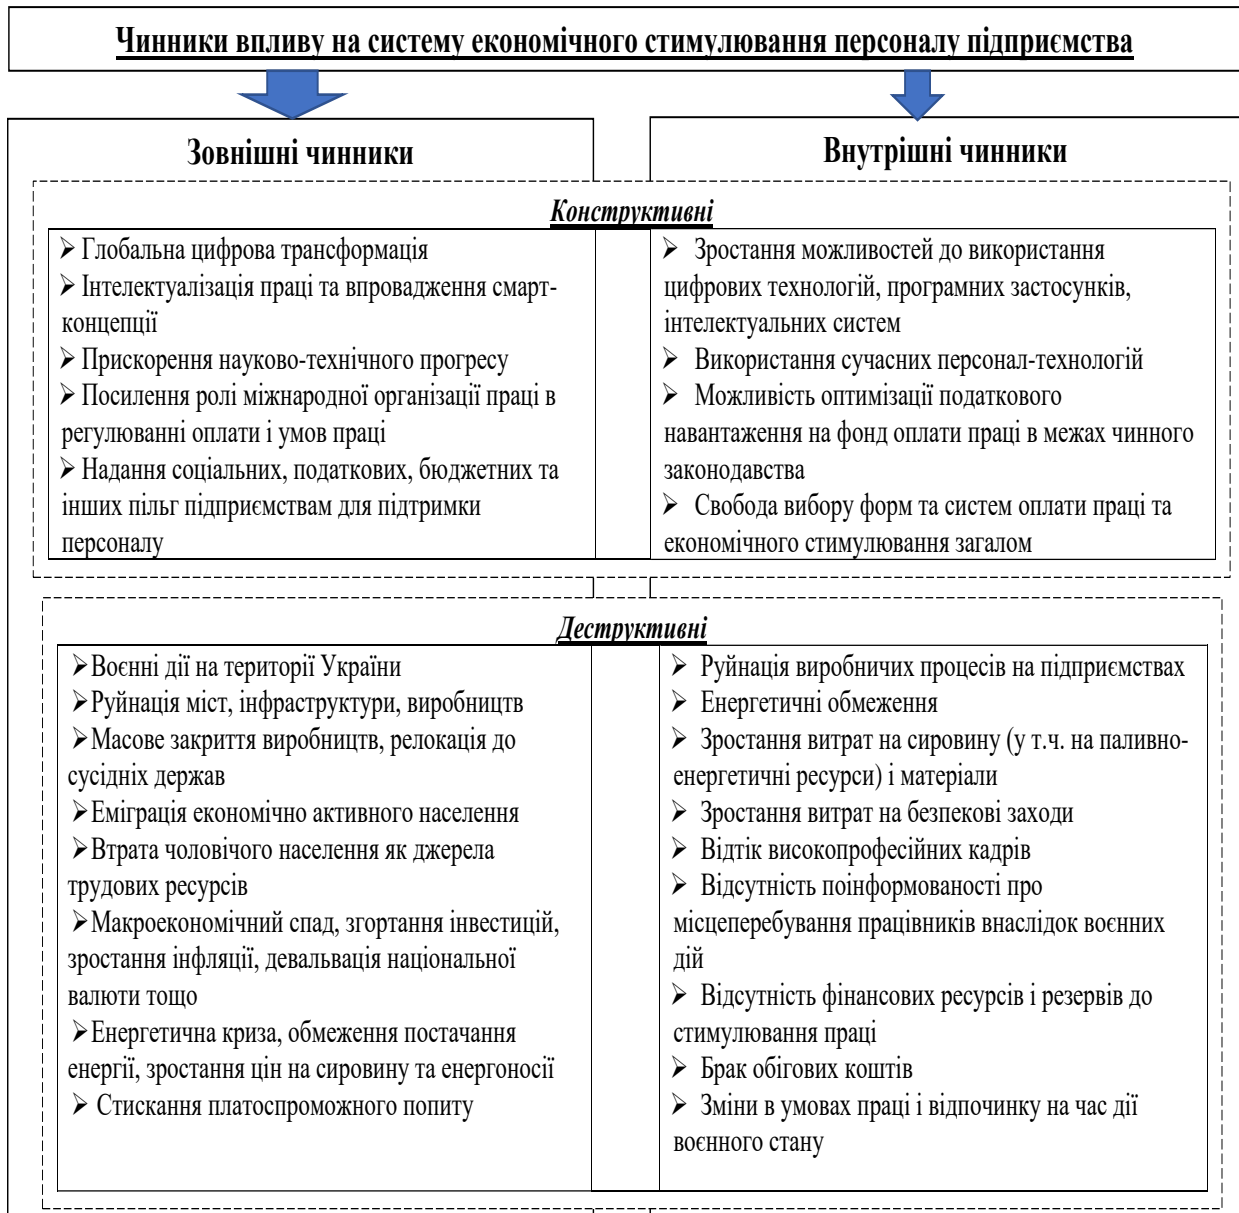 Чинники впливу на систему економічного стимулювання персоналу підприємства
Зовнішні чинники
Внутрішні чинники
Конструктивні
➢ Глобальна цифрова трансформація
➢ Інтелектуалізація праці та впровадження смарт-
концепції
➢ Прискорення науково-технічного прогресу
➢ Посилення ролі міжнародної організації праці в
регулюванні оплати і умов праці
➢ Надання соціальних, податкових, бюджетних та
інших пільг підприємствам для підтримки
персоналу
➢ Зростання можливостей до використання
цифрових технологій, програмних застосунків,
інтелектуальних систем
➢ Використання сучасних персонал-технологій
➢ Можливість оптимізації податкового
навантаження на фонд оплати праці в межах чинного
законодавства
➢ Свобода вибору форм та систем оплати праці та
економічного стимулювання загалом
Деструктивні
➢Воєнні дії на території України
➢Руйнація міст, інфраструктури, виробництв
➢Масове закриття виробництв, релокація до
сусідніх держав
➢Еміграція економічно активного населення
➢Втрата чоловічого населення як джерела
трудових ресурсів
➢Макроекономічний спад, згортання інвестицій,
зростання інфляції, девальвація національної
валюти тощо
➢Енергетична криза, обмеження постачання
енергії, зростання цін на сировину та енергоносії
➢ Стискання платоспроможного попиту
➢ Руйнація виробничих процесів на підприємствах
➢ Енергетичні обмеження
➢ Зростання витрат на сировину (у т.ч. на паливно-
енергетичні ресурси) і матеріали
➢ Зростання витрат на безпекові заходи
➢ Відтік високопрофесійних кадрів
➢ Відсутність поінформованості про
місцеперебування працівників внаслідок воєнних
дій
➢ Відсутність фінансових ресурсів і резервів до
стимулювання праці
➢ Брак обігових коштів
➢ Зміни в умовах праці і відпочинку на час дії
воєнного стану